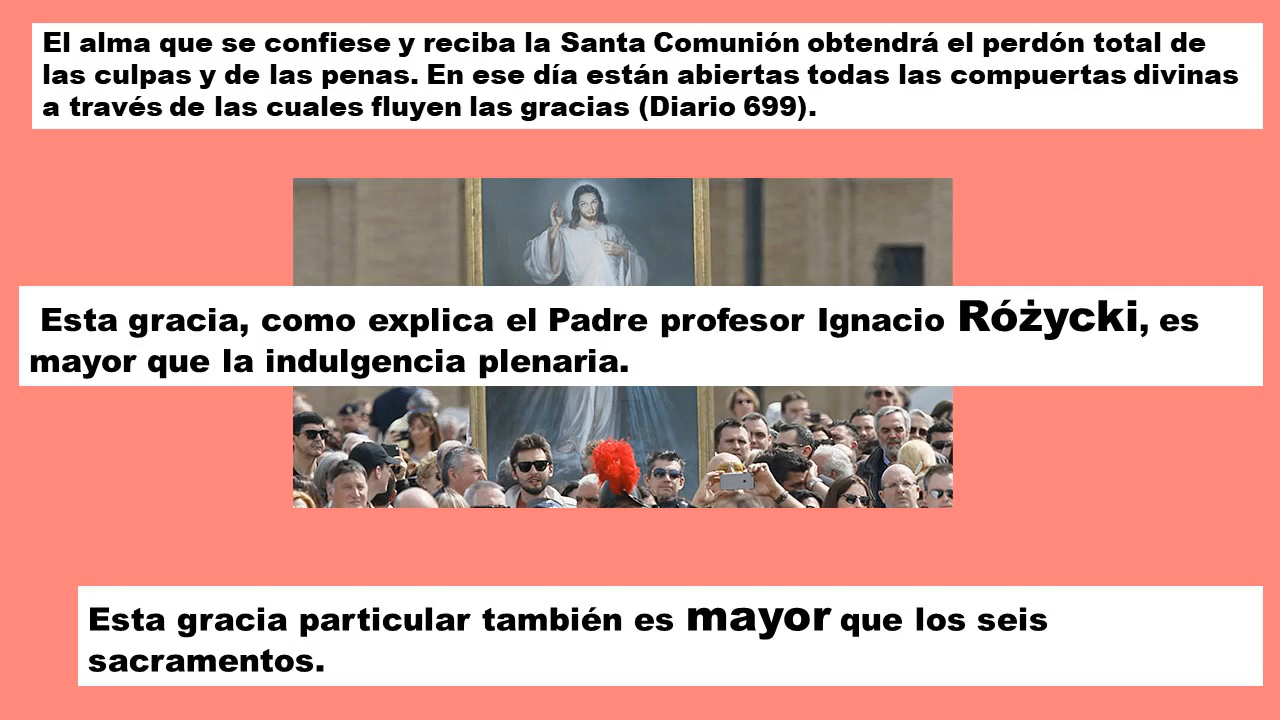 El alma que se confiese y reciba la Santa Comunión obtendrá el perdón total de
las culpas y de las penas. En ese día están abiertas todas las compuertas divinas
a través de las cuales fluyen las gracias (Diario 699).
Esta gracia, como explica el Padre profesor Ignacio Różycki, es
mayor que la indulgencia plenaria.
Esta gracia particular también es mayor que los seis
sacramentos.